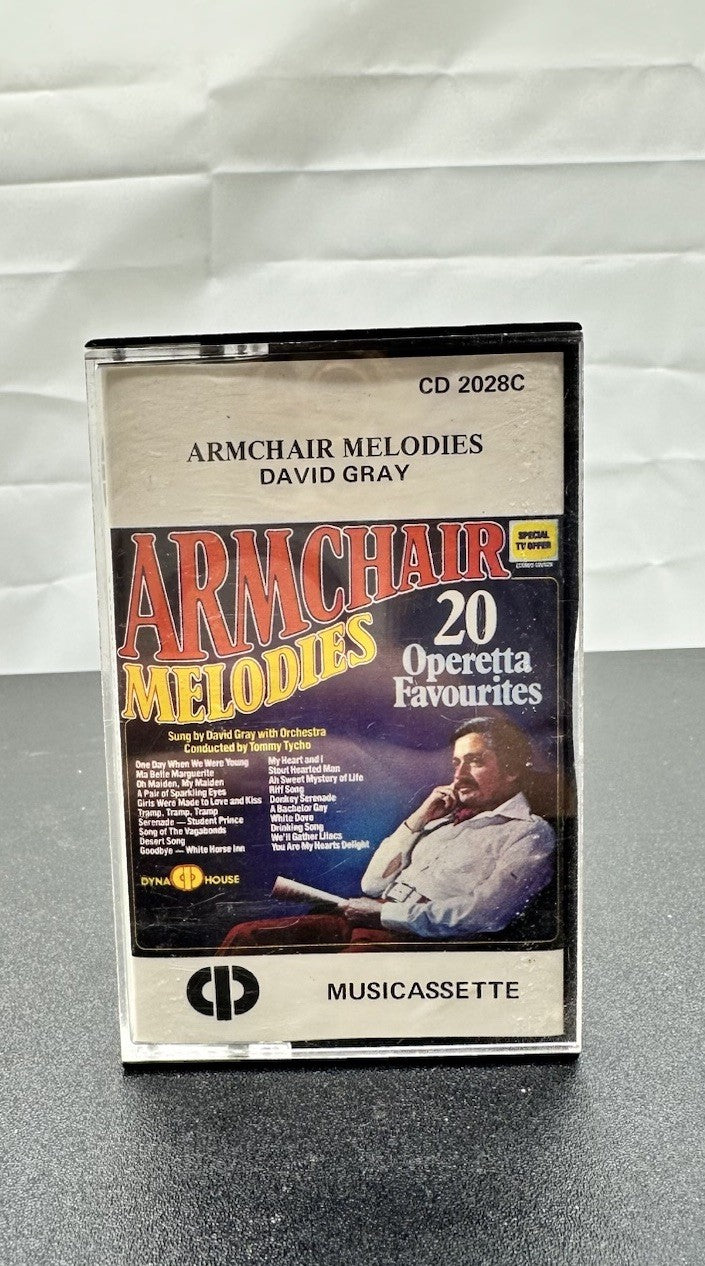 CD 2028C
ARMCHAIR MELODIES
DAVID GRAY
ARMCHAIR
MELODIES
SPECIAL
TV OFFER
20
Operetta
Favourites
Sung by David Gray with Orchestra
Conducted by Tommy Tycho
One Day When We Were Young
Ma Belle Marguerite
Oh Maiden, My Maiden
A Pair of Sparkling Eyes
Girls Were Made to Love and Kiss
Tramp, Tramp, Tramp
Serenade — Student Prince
Song of The Vagabonds
Desert Song
Goodbye — White Horse Inn
My Heart and I
Stout Hearted Man
Ah Sweet Mystery of Life
Riff Song
Donkey Serenade
A Bachelor Gay
White Dove
Drinking Song
We'll Gather Lilacs
You Are My Hearts Delight
DYNA HOUSE
MUSICASSETTE